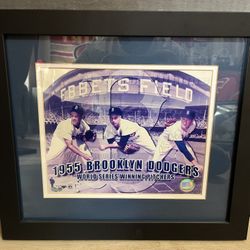 EBBETS FIELD
1955 BROOKLYN DODGERS
WORLD SERIES WINNING PITCHERS